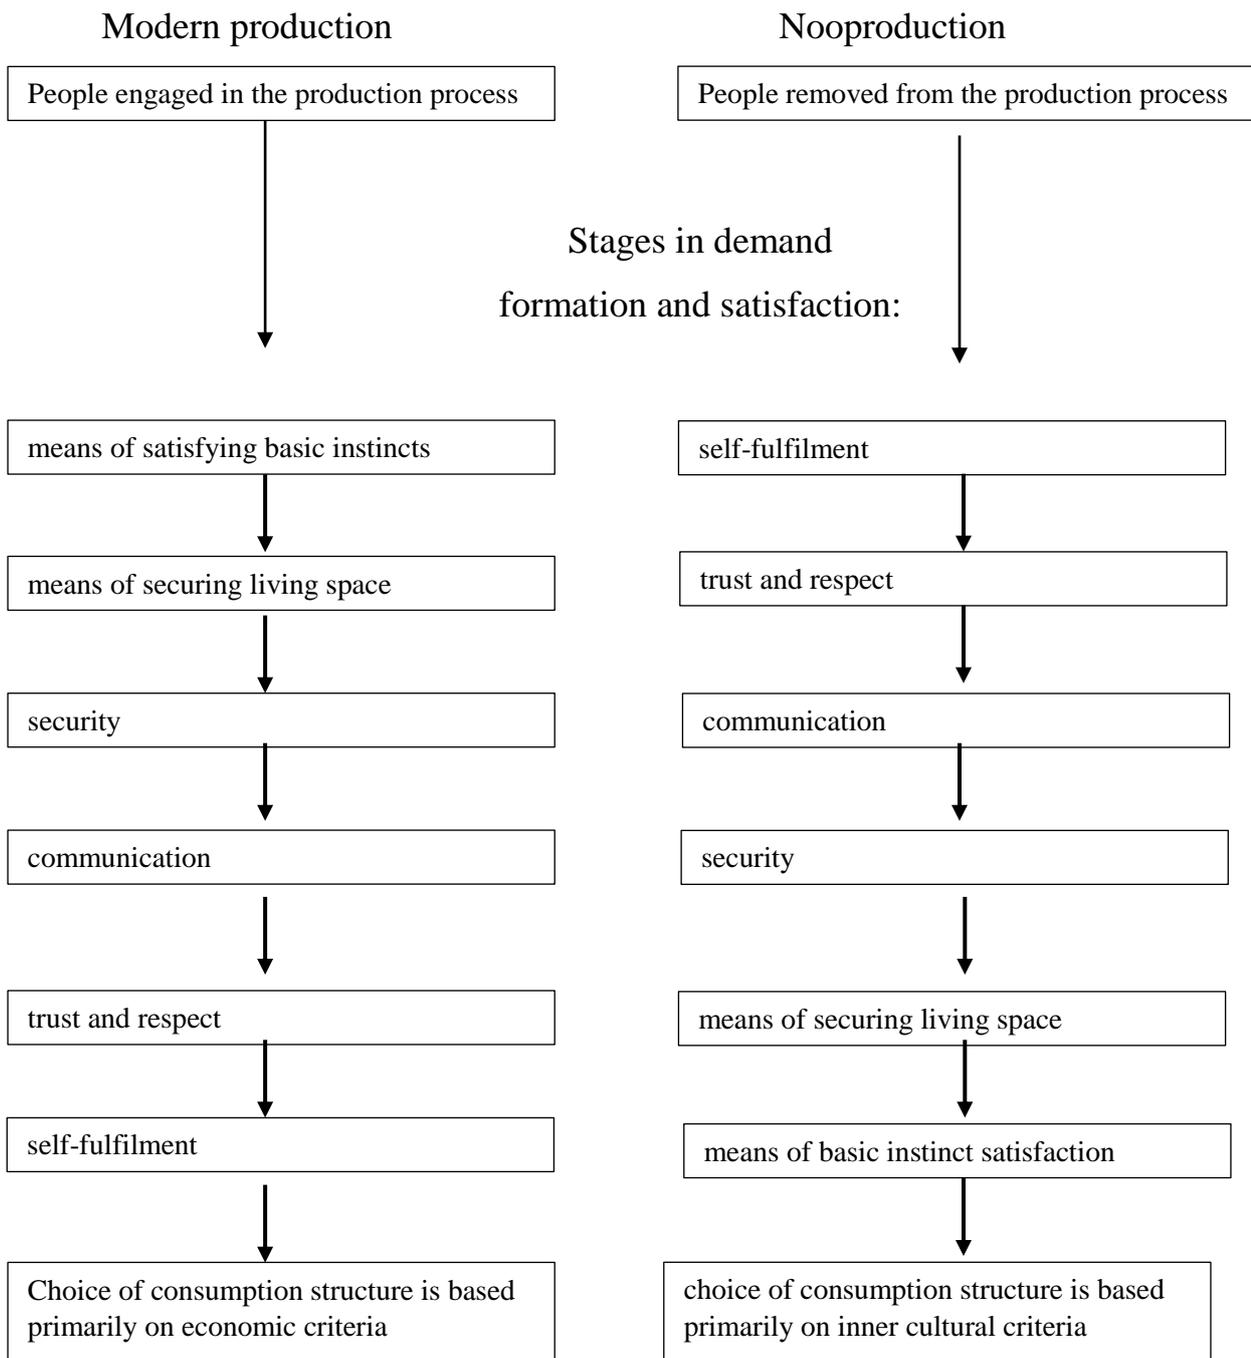 Modern production
People engaged in the production process
Nooproduction
People removed from the production process
Stages in demand
formation and satisfaction:
means of satisfying basic instincts
means of securing living space
security
communication
trust and respect
self-fulfilment
Choice of consumption structure is based
primarily on economic criteria
self-fulfilment
trust and respect
communication
security
means of securing living space
means of basic instinct satisfaction
choice of consumption structure is based
primarily on inner cultural criteria